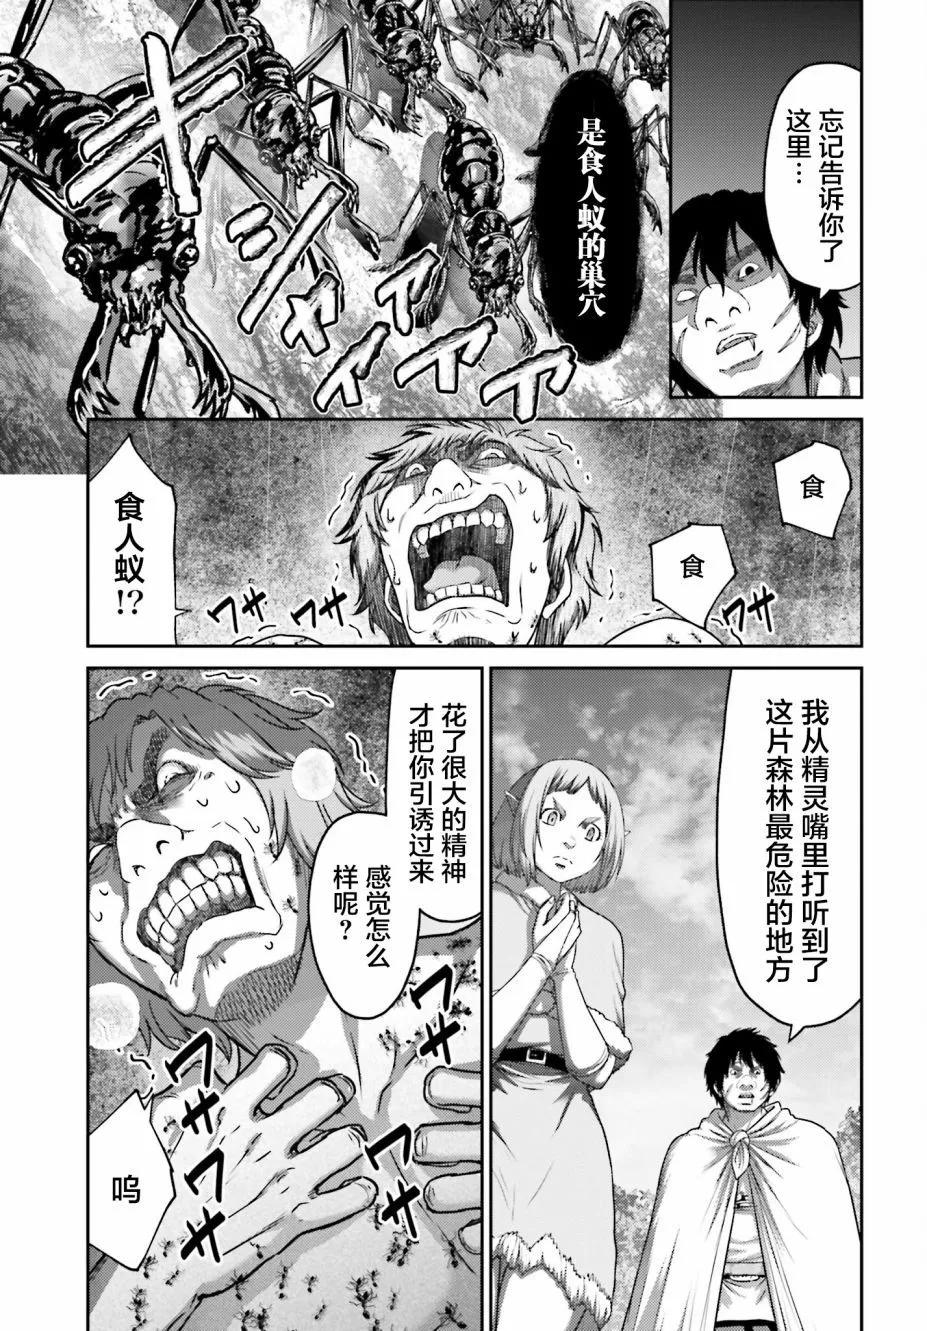 忘记告诉你了
这里…
是食人蚁的巢穴
キシャアァァァ
食
食
食人蚁!?
ワサ
ワサ
我从精灵嘴里打听到了
这片森林最危险的地方
花了很大的精神
才把你引诱过来
感觉怎么
样呢？
ワサ
ワサ
ワサ
ワサ
呜